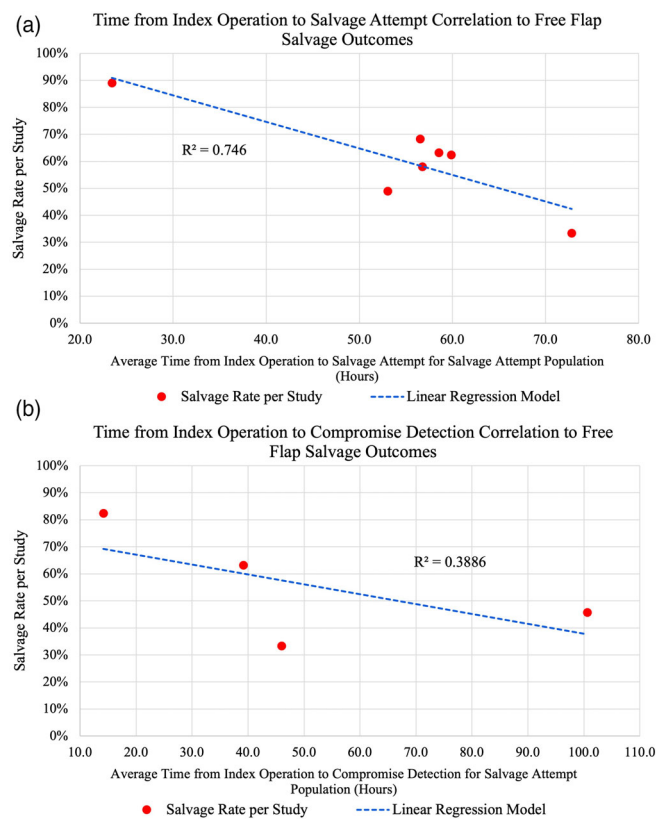 (a)
Time from Index Operation to Salvage Attempt Correlation to Free Flap
Salvage Outcomes
100%
90%
80%
70%
60%
50%
40%
30%
20%
10%
0%
Salvage Rate per Study
R² = 0.746
20.0 30.0 40.0 50.0 60.0 70.0 80.0
Average Time from Index Operation to Salvage Attempt for Salvage Attempt Population
(Hours)
Salvage Rate per Study Linear Regression Model
(b)
Time from Index Operation to Compromise Detection Correlation to Free
Flap Salvage Outcomes
100%
90%
80%
70%
60%
50%
40%
30%
20%
10%
0%
Salvage Rate per Study
R² = 0.3886
10.0 20.0 30.0 40.0 50.0 60.0 70.0 80.0 90.0 100.0 110.0
Average Time from Index Operation to Compromise Detection for Salvage Attempt
Population (Hours)
Salvage Rate per Study Linear Regression Model